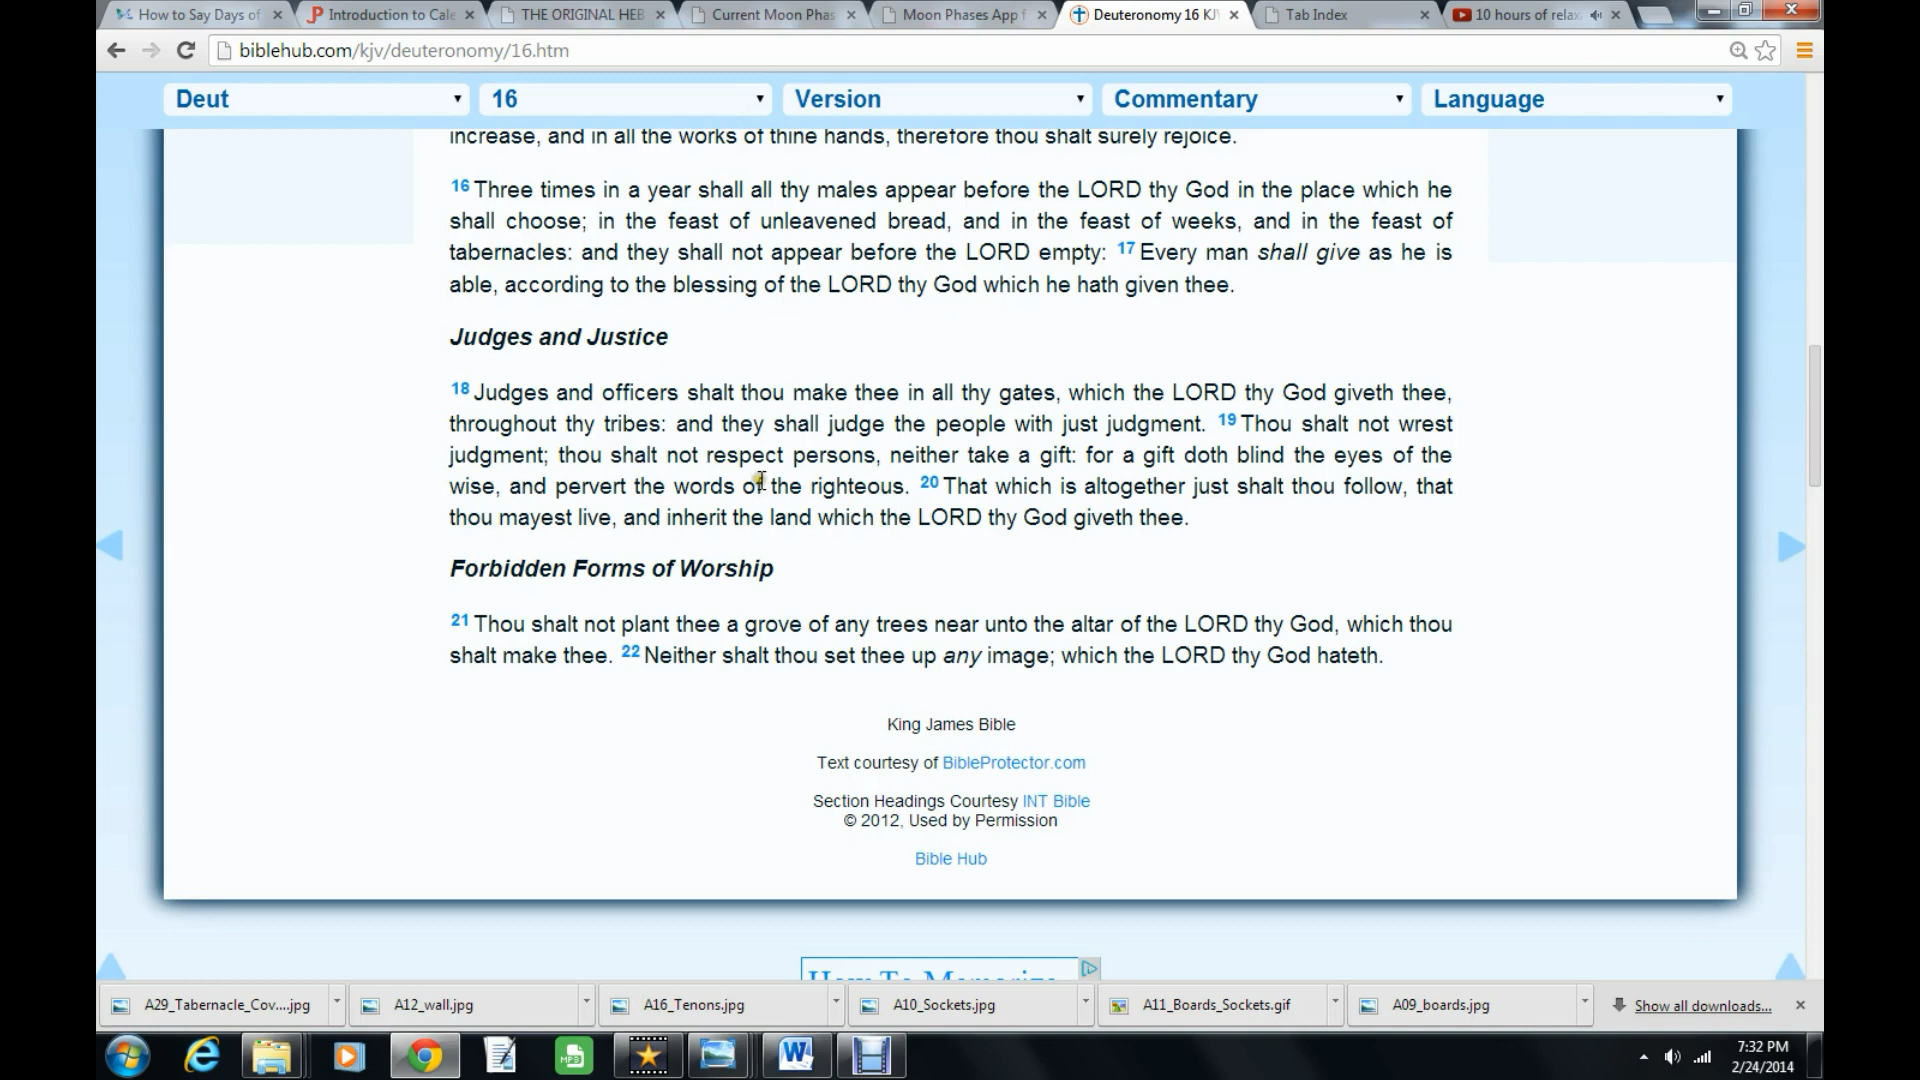 How to Say Days of
Introduction to Cale
THE ORIGINAL HEB
Current Moon Phas
Moon Phases App f
Deuteronomy 16 KJV
Tab Index
10 hours of relax
biblehub.com/kjv/deuteronomy/16.htm
Deut
16
Version
Commentary
Language
increase, and in all the works of thine hands, therefore thou shalt surely rejoice.
16 Three times in a year shall all thy males appear before the LORD thy God in the place which he
shall choose; in the feast of unleavened bread, and in the feast of weeks, and in the feast of
tabernacles: and they shall not appear before the LORD empty: 17 Every man shall give as he is
able, according to the blessing of the LORD thy God which he hath given thee.
Judges and Justice
18 Judges and officers shalt thou make thee in all thy gates, which the LORD thy God giveth thee,
throughout thy tribes: and they shall judge the people with just judgment. 19 Thou shalt not wrest
judgment; thou shalt not respect persons, neither take a gift: for a gift doth blind the eyes of the
wise, and pervert the words of the righteous. 20 That which is altogether just shalt thou follow, that
thou mayest live, and inherit the land which the LORD thy God giveth thee.
Forbidden Forms of Worship
21 Thou shalt not plant thee a grove of any trees near unto the altar of the LORD thy God, which thou
shalt make thee. 22 Neither shalt thou set thee up any image; which the LORD thy God hateth.
King James Bible
Text courtesy of BibleProtector.com
Section Headings Courtesy INT Bible
© 2012, Used by Permission
Bible Hub
How To Memorize
A29_Tabernacle_Cov....jpg
A12_wall.jpg
A16_Tenons.jpg
A10_Sockets.jpg
A11_Boards_Sockets.gif
A09_boards.jpg
Show all downloads...
MP3
7:32 PM
2/24/2014